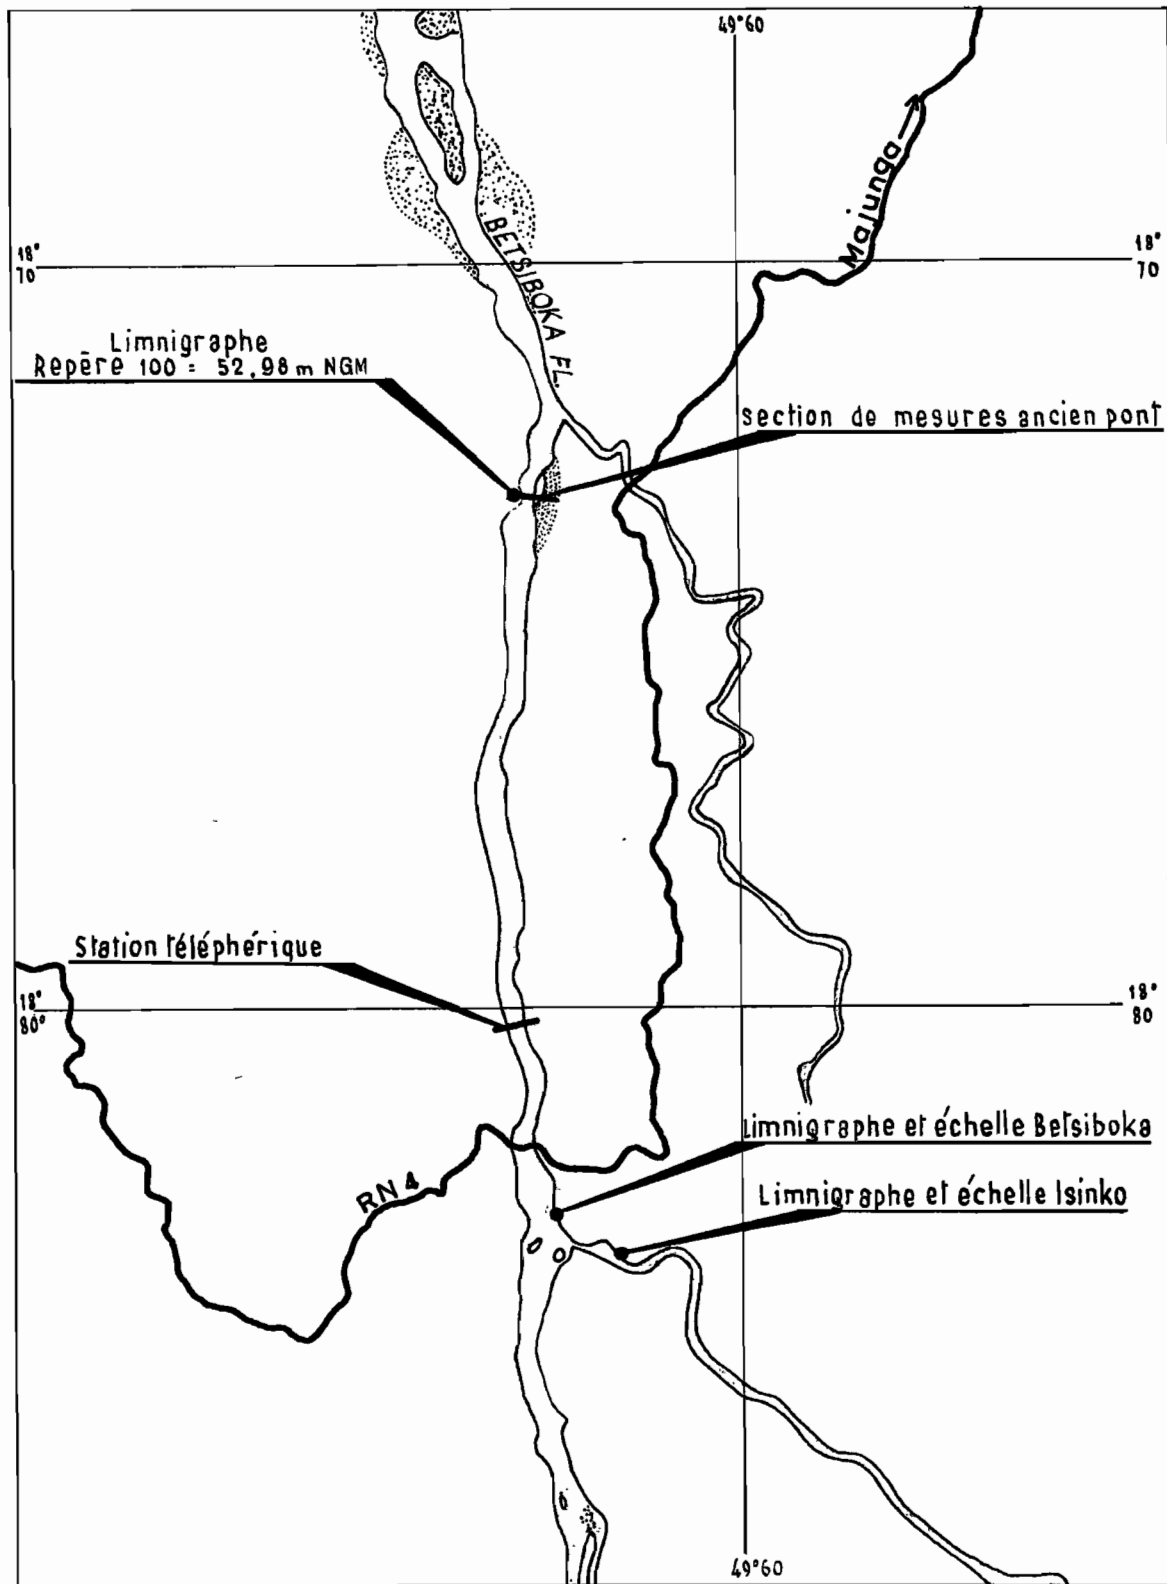 49°60
Majunga
18°
70
18°
70
BETSIBOKA FL.
Limnigraphe
Repère 100 = 52,98 m NGM
section de mesures ancien pont
Station téléphérique
18°
80°
18°
80
Limnigraphe et échelle Betsiboka
RN 4
Limnigraphe et échelle Isinko
49°60